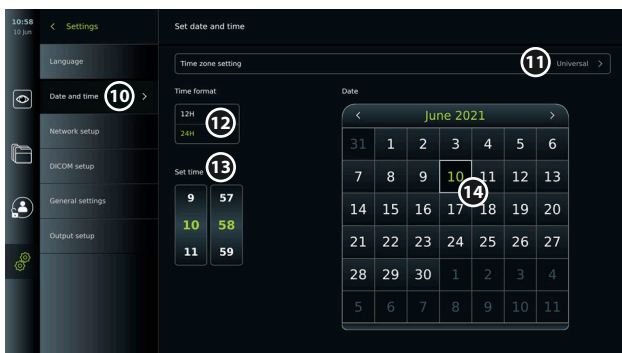 10:58
10 Jun
Settings
Set date and time
Language
Time zone setting
11
Universal
Date and time
10
Time format
12H
24H
12
Date
June 2021
Network setup
31 1 2 3 4 5 6
DICOM setup
Set time
13
7 8 9 10 11 12 13
14
General settings
9 57
10 58
11 59
14 15 16 17 18 19 20
Output setup
21 22 23 24 25 26 27
28 29 30 1 2 3 4
5 6 7 8 9 10 11